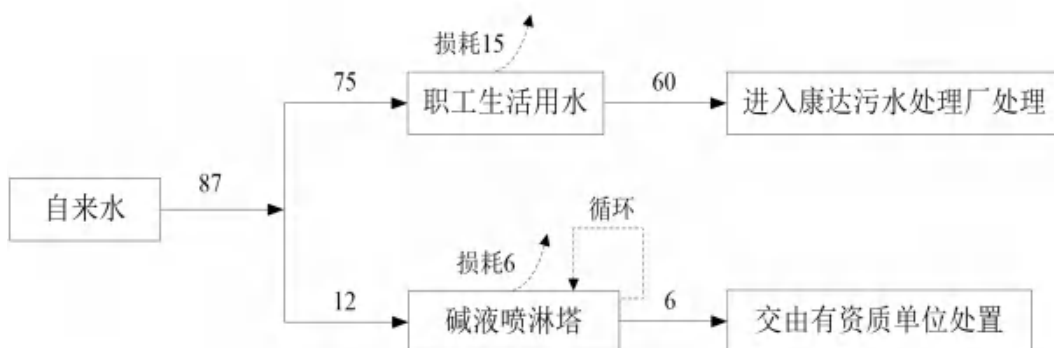 损耗15
75
职工生活用水
60
进入康达污水处理厂处理
自来水
87
循环
损耗6
12
碱液喷淋塔
6
交由有资质单位处置